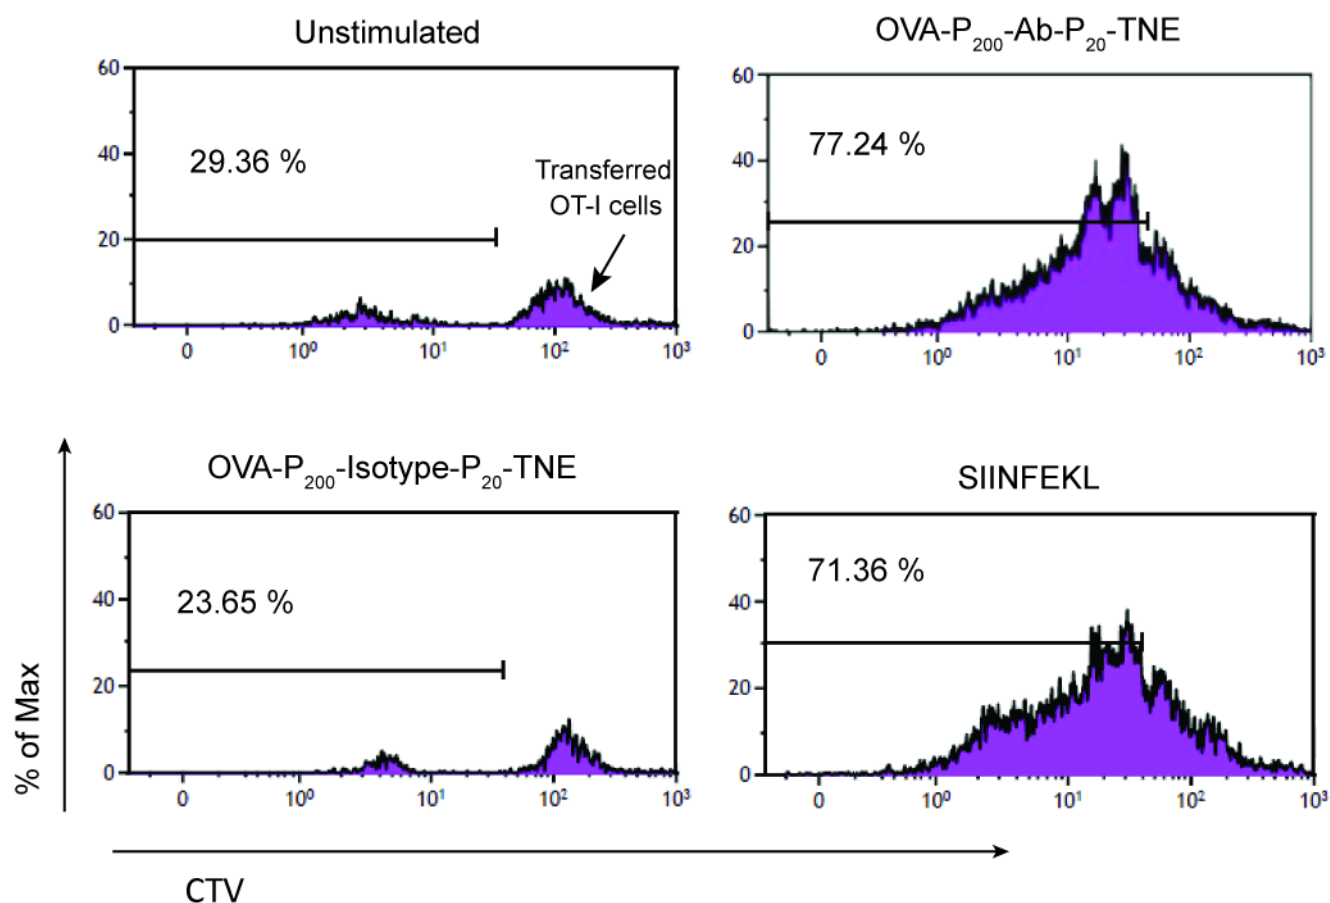 Unstimulated
60
40
20
0
29.36 %
Transferred
OT-I cells
0 10⁰ 10¹ 10² 10³
OVA-P₂₀₀-Ab-P₂₀-TNE
60
40
20
0
77.24 %
0 10⁰ 10¹ 10² 10³
OVA-P₂₀₀-Isotype-P₂₀-TNE
60
40
20
0
23.65 %
0 10⁰ 10¹ 10² 10³
SIINFEKL
60
40
20
0
71.36 %
0 10⁰ 10¹ 10² 10³
% of Max
CTV